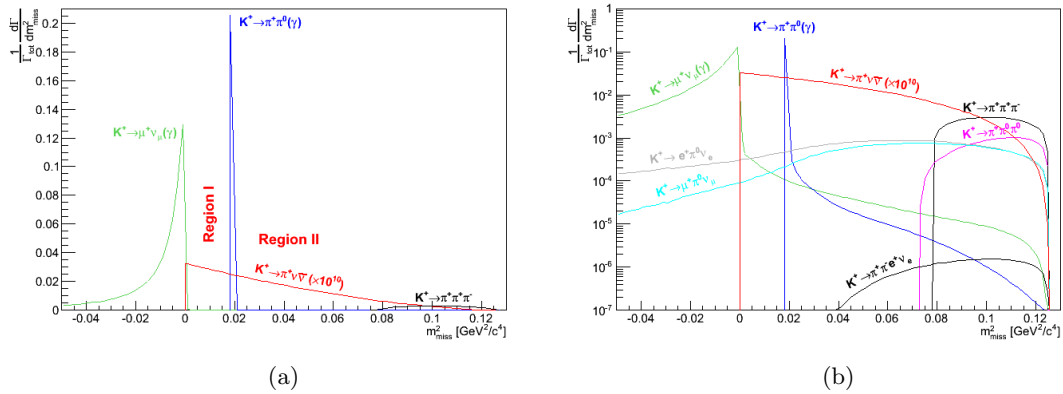 1 dΓ
Γtot dm²miss
0.2
0.18
0.16
0.14
0.12
0.1
0.08
0.06
0.04
0.02
0
K⁺→π⁺π⁰(γ)
K⁺→μ⁺νμ(γ)
Region I
Region II
K⁺→π⁺νν̄ (×10¹⁰)
K⁺→π⁺π⁺π⁻
-0.04 -0.02 0 0.02 0.04 0.06 0.08 0.1 0.12
m²miss [GeV²/c⁴]
(a)
1 dΓ
Γtot dm²miss
1
10⁻¹
10⁻²
10⁻³
10⁻⁴
10⁻⁵
10⁻⁶
10⁻⁷
K⁺→π⁺π⁰(γ)
K⁺→μ⁺νμ(γ)
K⁺→π⁺νν̄ (×10¹⁰)
K⁺→π⁺π⁺π⁻
K⁺→π⁺π⁰π⁰
K⁺→e⁺π⁰νe
K⁺→μ⁺π⁰νμ
K⁺→π⁺π⁻e⁺νe
-0.04 -0.02 0 0.02 0.04 0.06 0.08 0.1 0.12
m²miss [GeV²/c⁴]
(b)